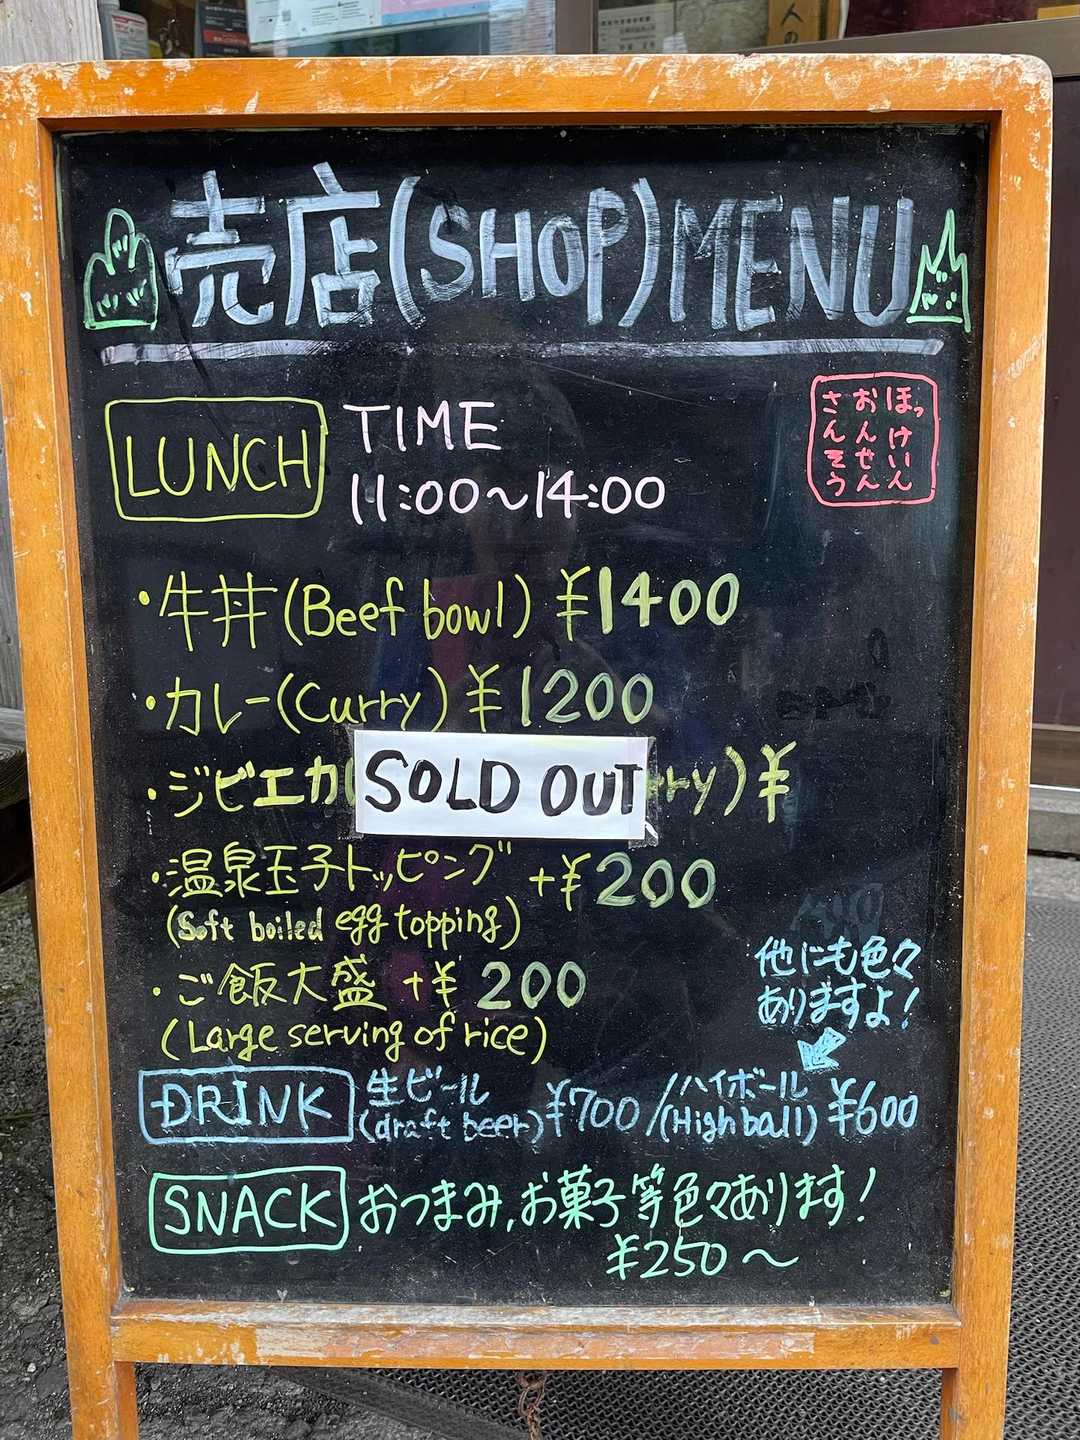 売店(SHOP)MENU
LUNCH
TIME
11:00〜14:00
ほっけいん
おんせん
さんそう
・牛丼(Beef bowl) ¥1400
・カレー(Curry) ¥1200
・ジビエカ
SOLD OUT
rry) ¥
・温泉玉子トッピング +¥200
(Soft boiled egg topping)
・ご飯大盛 +¥ 200
(Large serving of rice)
他にも色々
ありますよ!
DRINK
生ビール
(draft beer) ¥700
/ハイボール
(High ball) ¥600
SNACK
おつまみ,お菓子等色々あります!
¥250〜